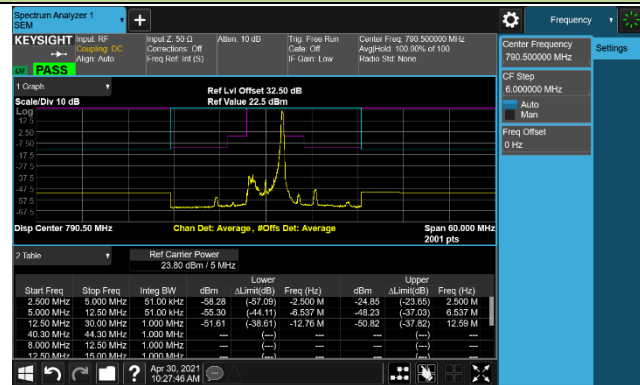 Spectrum Analyzer 1
SEM
Frequency
KEYSIGHT
Input: RF
Coupling: DC
Align: Auto
Input Z: 50 Ω
Corrections: Off
Freq Ref: Int (S)
Atten: 10 dB
Trig: Free Run
Gate: Off
IF Gain: Low
Center Freq: 790.500000 MHz
Avg|Hold: 100.00% of 100
Radio Std: None
PASS
Center Frequency
790.500000 MHz
Settings
CF Step
6.000000 MHz
Auto
Man
Freq Offset
0 Hz
1 Graph
Scale/Div 10 dB
Ref Lvl Offset 32.50 dB
Ref Value 22.5 dBm
Log
12.5
2.50
-7.50
-17.5
-27.5
-37.5
-47.5
-57.5
-67.5
Disp Center 790.50 MHz
Chan Det: Average , #Offs Det: Average
Span 60.000 MHz
2001 pts
2 Table
Ref Carrier Power
23.80 dBm / 5 MHz
Lower Upper
Start Freq Stop Freq Integ BW dBm ΔLimit(dB) Freq (Hz) dBm ΔLimit(dB) Freq (Hz)
2.500 MHz 5.000 MHz 51.00 kHz -58.28 (-57.09) -2.500 M -24.85 (-23.65) 2.500 M
5.000 MHz 12.50 MHz 51.00 kHz -55.30 (-44.11) -6.537 M -48.23 (-37.03) 6.537 M
12.50 MHz 30.00 MHz 1.000 MHz -51.61 (-38.61) -12.76 M -50.82 (-37.82) 12.59 M
40.30 MHz 44.30 MHz 1.000 MHz --- (---) --- --- (---) ---
8.000 MHz 12.50 MHz 1.000 MHz --- (---) --- --- (---) ---
12.50 MHz 15.00 MHz 1.000 MHz --- (---) --- --- (---) ---
?
Apr 30, 2021
10:27:46 AM